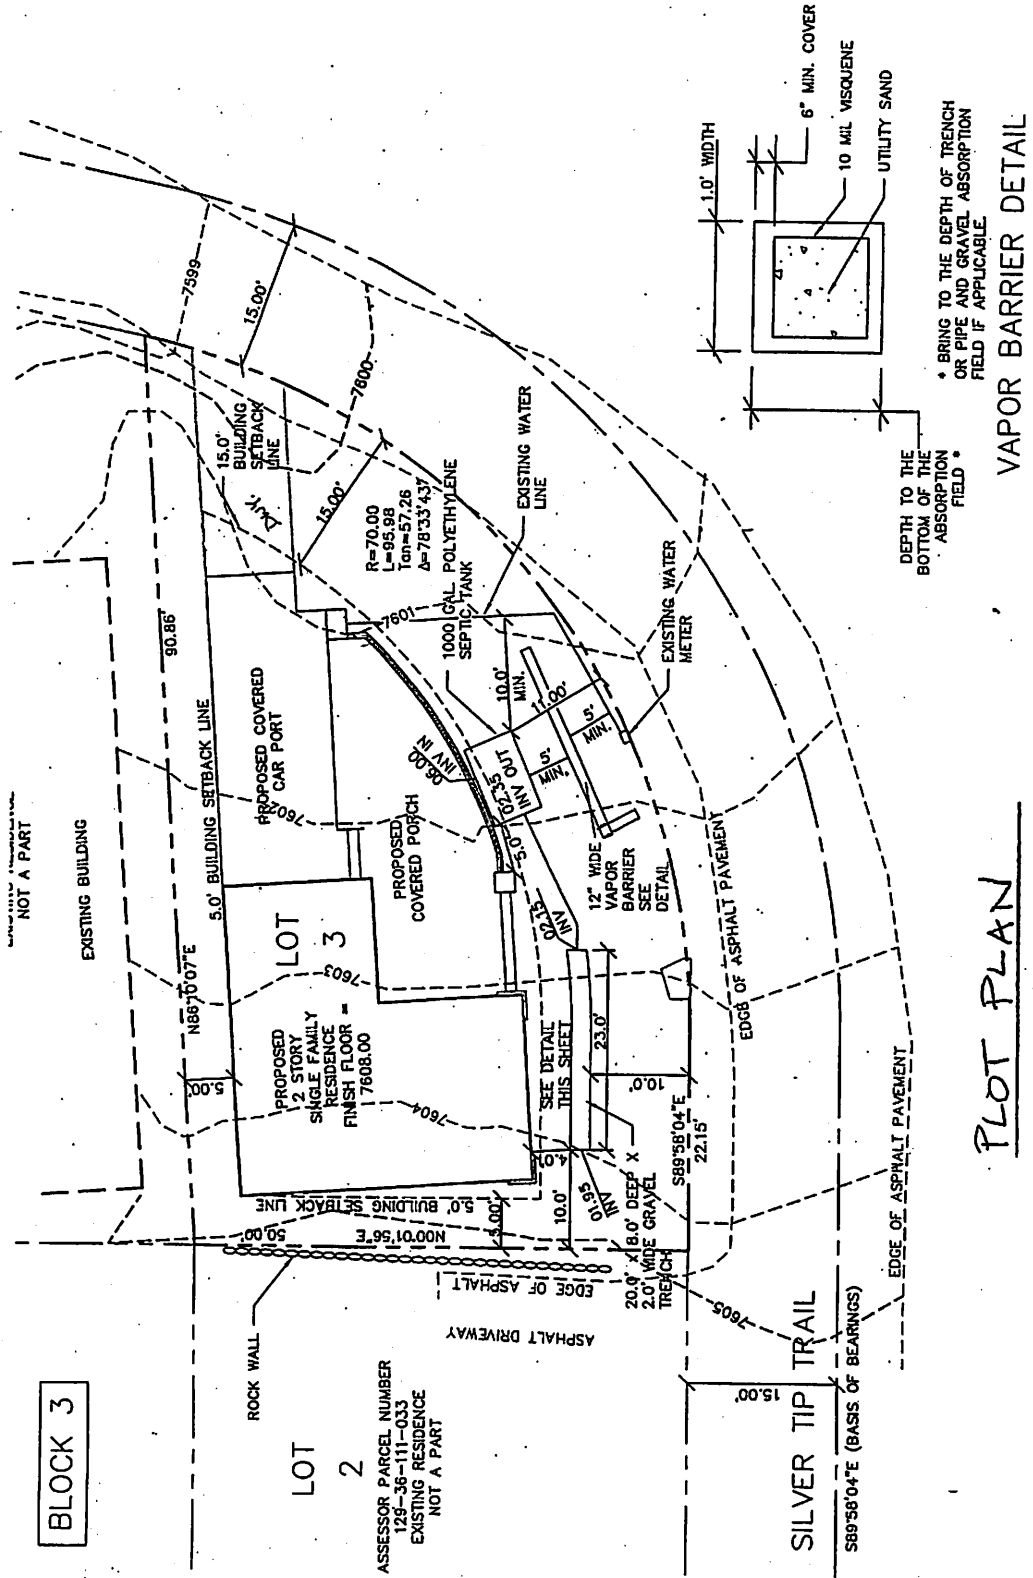 BLOCK 3
EXISTING BUILDING
NOT A PART
90.86'
N86°10'07"E
5.0' BUILDING SETBACK LINE
5.00'
15.0'
BUILDING
SETBACK
LINE
7599
15.00'
7600
15.00'
R=70.00
L=95.98
Tan=57.26
Δ=78°33'43"
7601
1000 GAL POLYETHYLENE
SEPTIC TANK
EXISTING WATER
LINE
10.0'
MIN.
11.00'
5'
MIN.
5'
MIN.
EXISTING WATER
METER
PROPOSED COVERED
CAR PORT
7602
PROPOSED
COVERED PORCH
06.00
INV IN
02.35
INV OUT
5.0'
12" WIDE
VAPOR
BARRIER
SEE
DETAIL
02.15
INV
LOT
3
7603
PROPOSED
2 STORY
SINGLE FAMILY
RESIDENCE
FINISH FLOOR =
7608.00
7604
SEE DETAIL
THIS SHEET
23.0'
10.0'
4.0'
10.0'
01.95
INV
5.00'
20.0' X 8.0' DEEP X
2.0' WIDE GRAVEL
TRENCH
S89°58'04"E
22.15'
EDGE OF ASPHALT PAVEMENT
EDGE OF ASPHALT PAVEMENT
5.0' BUILDING SETBACK LINE
N00°01'56"E
50.00'
ROCK WALL
EDGE OF ASPHALT
ASPHALT DRIVEWAY
7605
LOT
2
ASSESSOR PARCEL NUMBER
129-36-111-033
EXISTING RESIDENCE
NOT A PART
15.00'
SILVER TIP TRAIL
S89°58'04"E (BASIS OF BEARINGS)
PLOT PLAN
1.0' WIDTH
6" MIN. COVER
10 MIL VISQUENE
UTILITY SAND
DEPTH TO THE
BOTTOM OF THE
ABSORPTION
FIELD *
* BRING TO THE DEPTH OF TRENCH
OR PIPE AND GRAVEL ABSORPTION
FIELD IF APPLICABLE
VAPOR BARRIER DETAIL